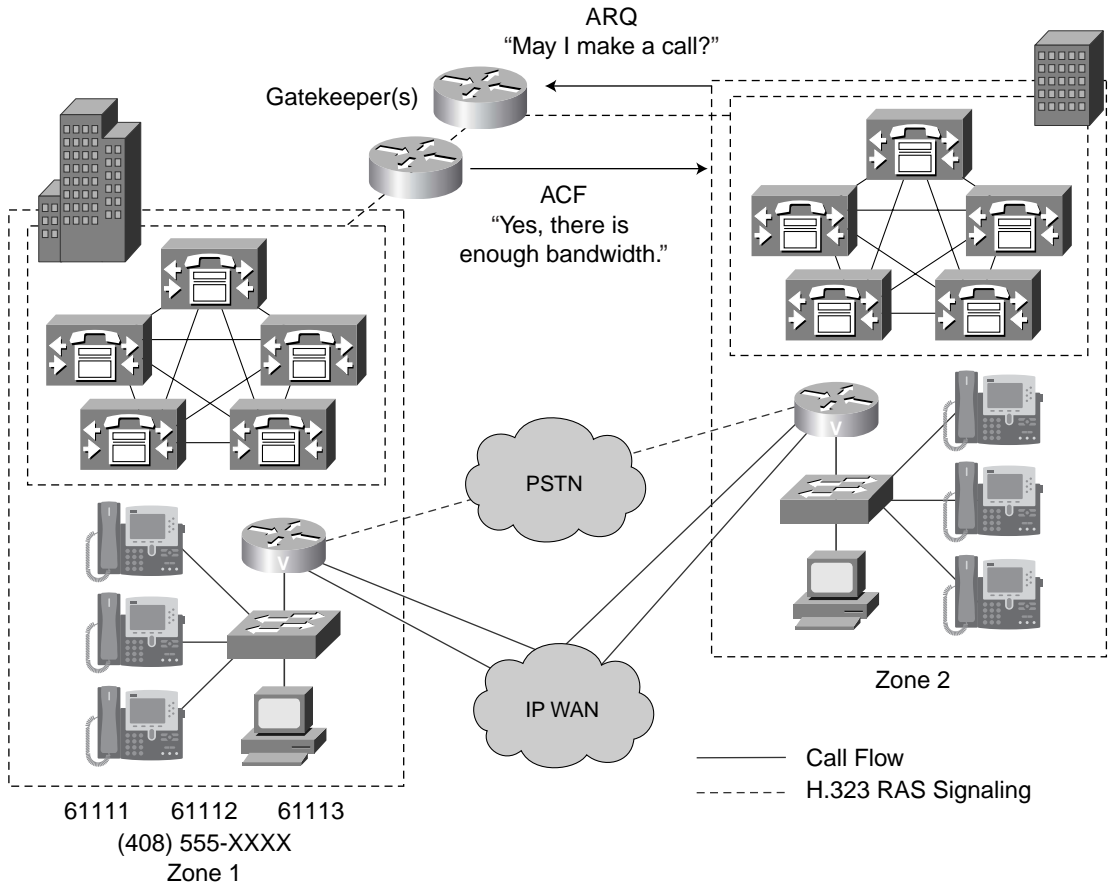 ARQ
“May I make a call?”
Gatekeeper(s)
ACF
“Yes, there is
enough bandwidth.”
V
PSTN
V
IP WAN
Zone 2
Call Flow
H.323 RAS Signaling
61111 61112 61113
(408) 555-XXXX
Zone 1